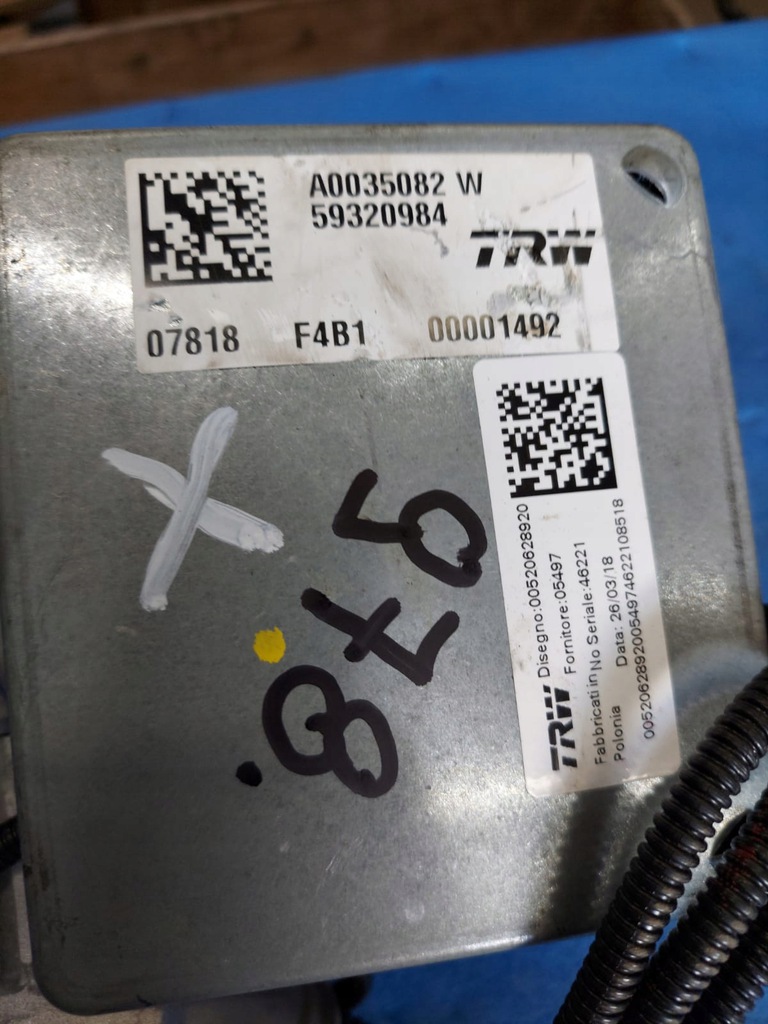 A0035082 W
59320984
TRW
07818 F4B1 00001492
TRW
Disegno:00520628920
Fornitore:05497
Fabbricati in No Seriale:46221
Polonia Data: 26/03/18
00520628920054974622108518
978.
X